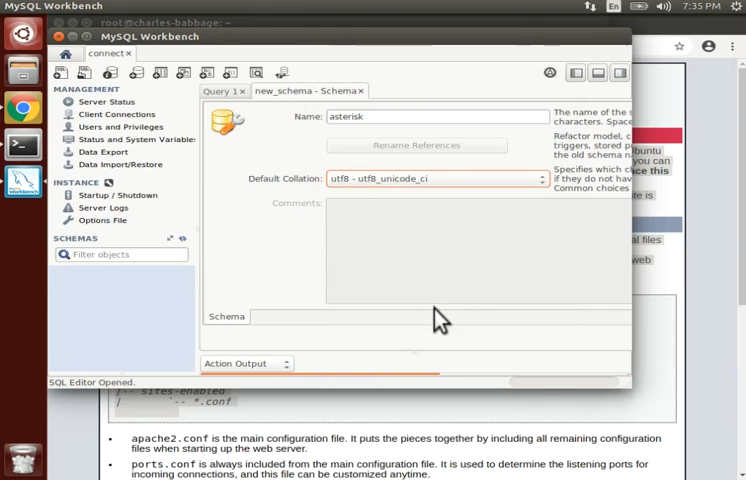 MySQL Workbench
En
7:35 PM
root@charles-babbage: ~
MySQL Workbench
connect ×
MANAGEMENT
Server Status
Client Connections
Users and Privileges
Status and System Variable
Data Export
Data Import/Restore
INSTANCE
Startup / Shutdown
Server Logs
Options File
SCHEMAS
Filter objects
Query 1 ×
new_schema - Schema ×
Name: asterisk
The name of the s
characters. Space
Rename References
Refactor model, c
triggers, stored p
the old schema n
Default Collation: utf8 - utf8_unicode_ci
Specifies which c
if they do not hav
Common choices
Comments:
Schema
Action Output
SQL Editor Opened.
Ubuntu
you can
ace this
ate is
al files
web
|-- sites-enabled
| `-- *.conf
• apache2.conf is the main configuration file. It puts the pieces together by including all remaining configuration
files when starting up the web server.
• ports.conf is always included from the main configuration file. It is used to determine the listening ports for
incoming connections, and this file can be customized anytime.